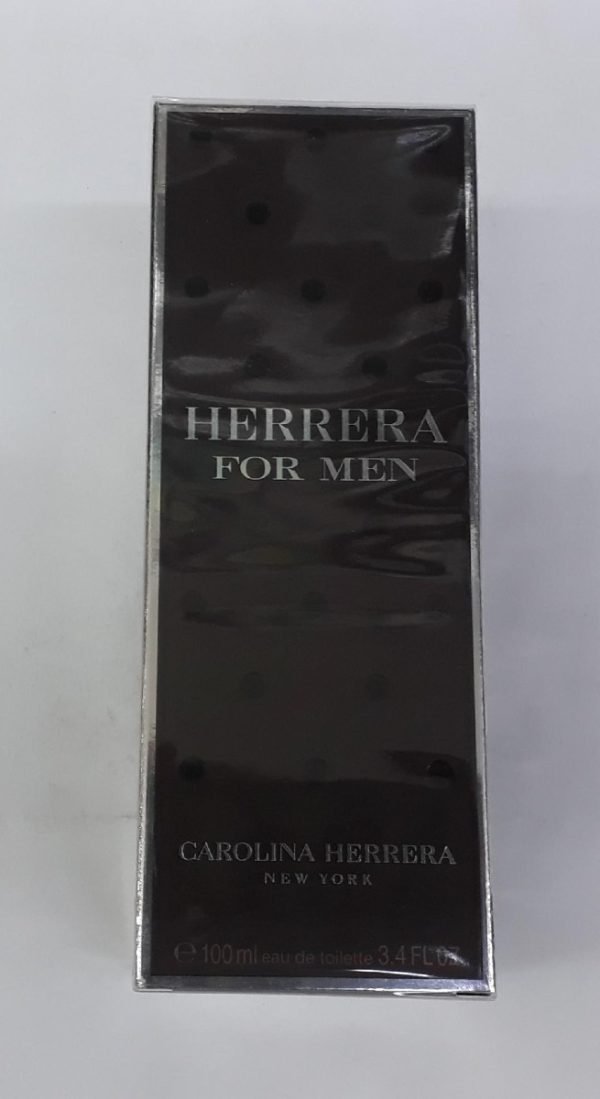 HERRERA
FOR MEN
CAROLINA HERRERA
NEW YORK
℮ 100 ml eau de toilette 3.4 FL OZ